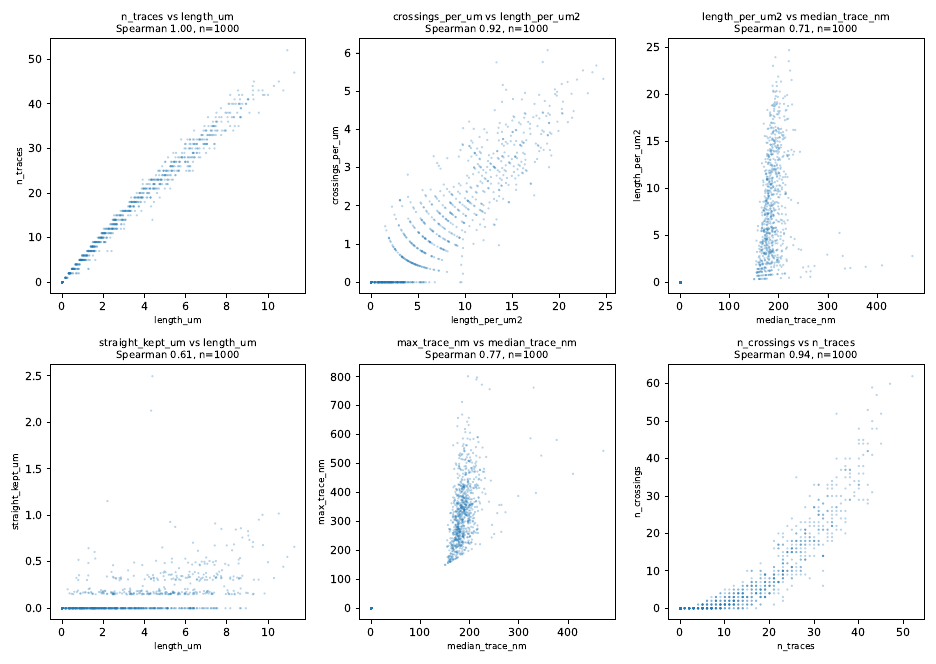 n_traces vs length_um
Spearman 1.00, n=1000
n_traces
50
40
30
20
10
0
0 2 4 6 8 10
length_um
crossings_per_um vs length_per_um2
Spearman 0.92, n=1000
crossings_per_um
6
5
4
3
2
1
0
0 5 10 15 20 25
length_per_um2
length_per_um2 vs median_trace_nm
Spearman 0.71, n=1000
length_per_um2
25
20
15
10
5
0
0 100 200 300 400
median_trace_nm
straight_kept_um vs length_um
Spearman 0.61, n=1000
straight_kept_um
2.5
2.0
1.5
1.0
0.5
0.0
0 2 4 6 8 10
length_um
max_trace_nm vs median_trace_nm
Spearman 0.77, n=1000
max_trace_nm
800
700
600
500
400
300
200
100
0
0 100 200 300 400
median_trace_nm
n_crossings vs n_traces
Spearman 0.94, n=1000
n_crossings
60
50
40
30
20
10
0
0 10 20 30 40 50
n_traces